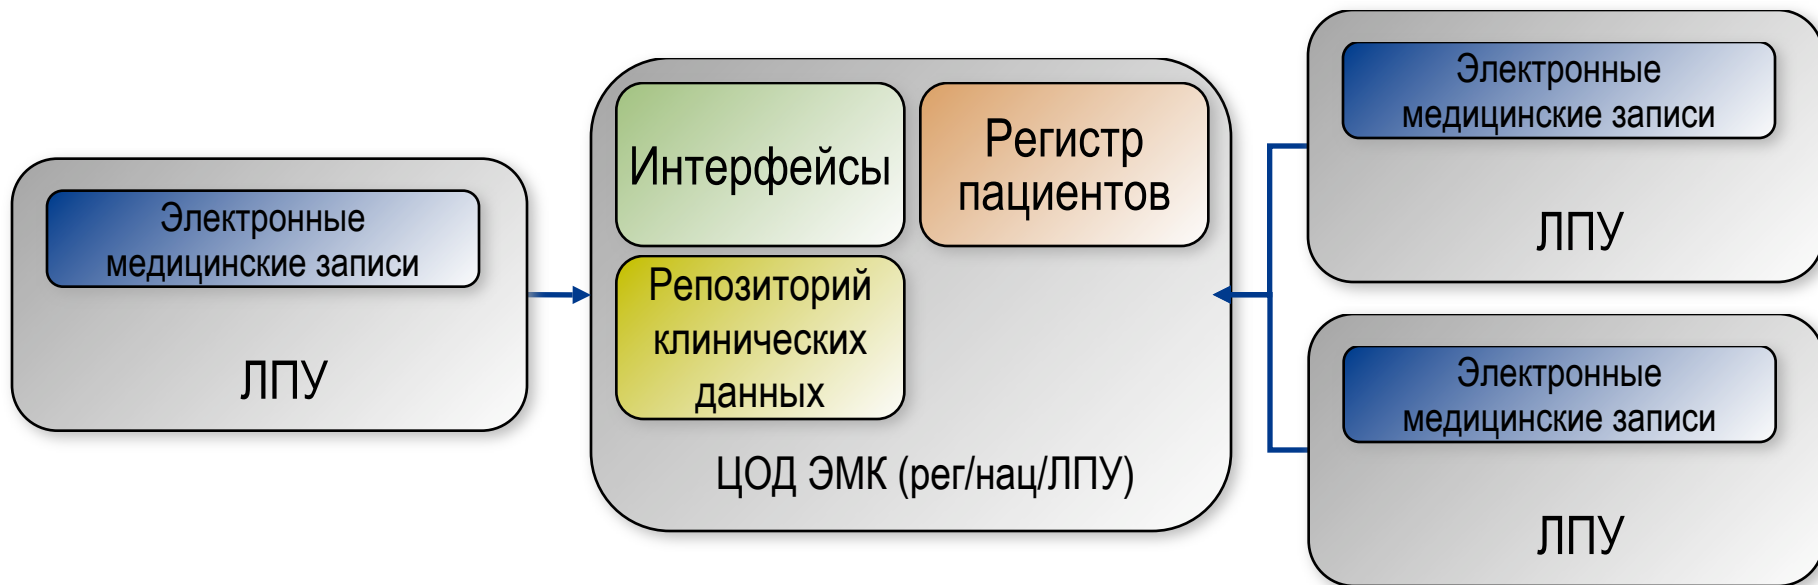 Электронные
медицинские записи
ЛПУ
Интерфейсы
Регистр
пациентов
Репозиторий
клинических
данных
ЦОД ЭМК (рег/нац/ЛПУ)
Электронные
медицинские записи
ЛПУ
Электронные
медицинские записи
ЛПУ